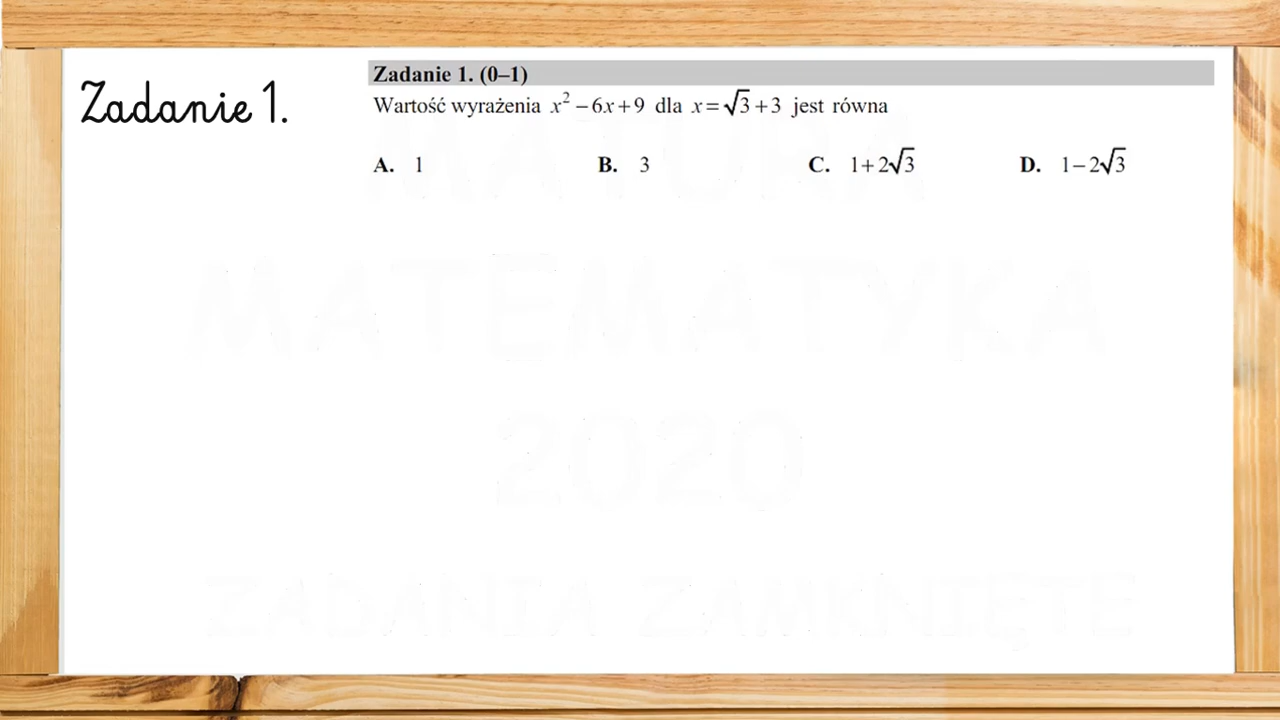 Zadanie 1.
Zadanie 1. (0–1)
Wartość wyrażenia x² − 6x + 9 dla x = √3 + 3 jest równa
A. 1 B. 3 C. 1 + 2√3 D. 1 − 2√3
MATURA
MATEMATYKA
2020
ZADANIA ZAMKNIĘTE